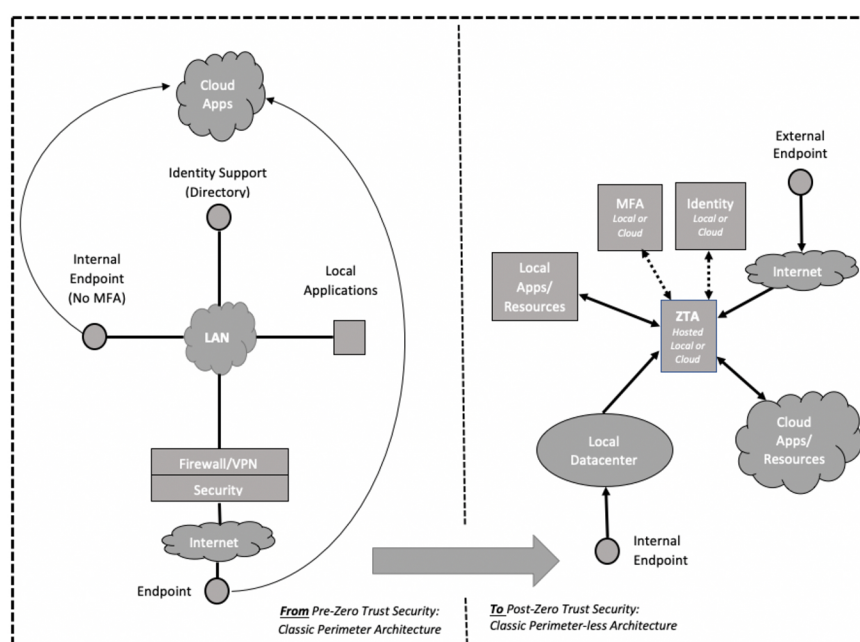 Cloud
Apps
Identity Support
(Directory)
Internal
Endpoint
(No MFA)
Local
Applications
LAN
Firewall/VPN
Security
Internet
Endpoint
From Pre-Zero Trust Security:
Classic Perimeter Architecture
External
Endpoint
MFA
Local or
Cloud
Identity
Local or
Cloud
Internet
Local
Apps/
Resources
ZTA
Hosted
Local or
Cloud
Cloud
Apps/
Resources
Local
Datacenter
Internal
Endpoint
To Post-Zero Trust Security:
Classic Perimeter-less Architecture